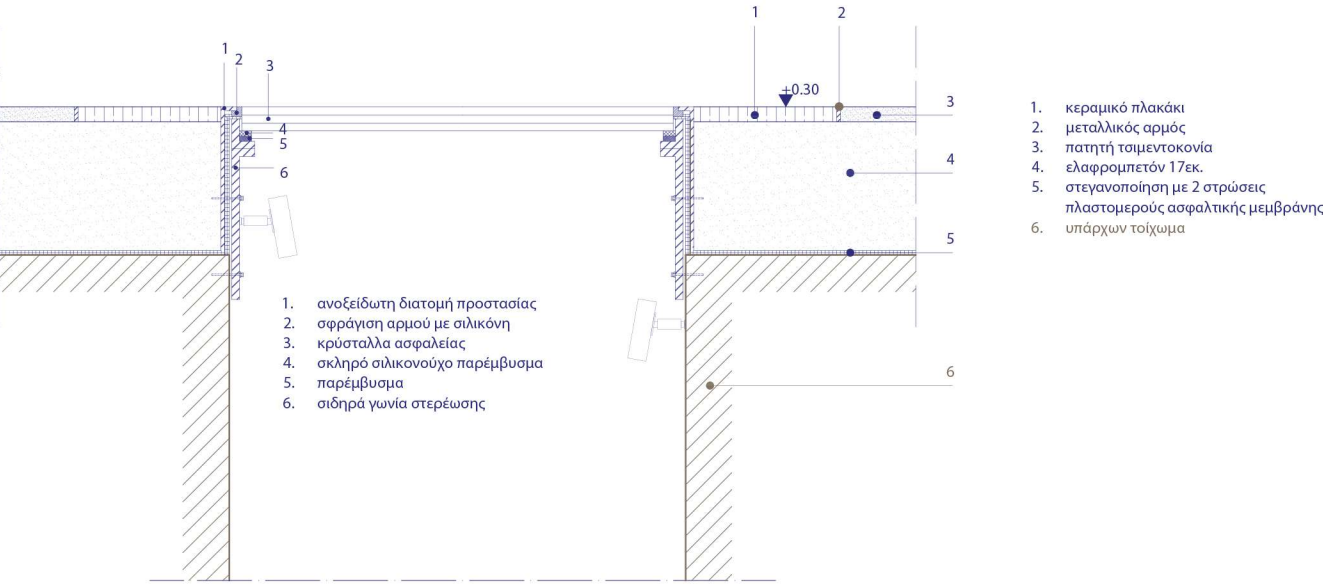 1
2
1
2
3
+0.30
3
4
5
4
6
5
6
1. κεραμικό πλακάκι
2. μεταλλικός αρμός
3. πατητή τσιμεντοκονία
4. ελαφρομπετόν 17εκ.
5. στεγανοποίηση με 2 στρώσεις
πλαστομερούς ασφαλτικής μεμβράνης
6. υπάρχων τοίχωμα
1. ανοξείδωτη διατομή προστασίας
2. σφράγιση αρμού με σιλικόνη
3. κρύσταλλα ασφαλείας
4. σκληρό σιλικονούχο παρέμβυσμα
5. παρέμβυσμα
6. σιδηρά γωνία στερέωσης